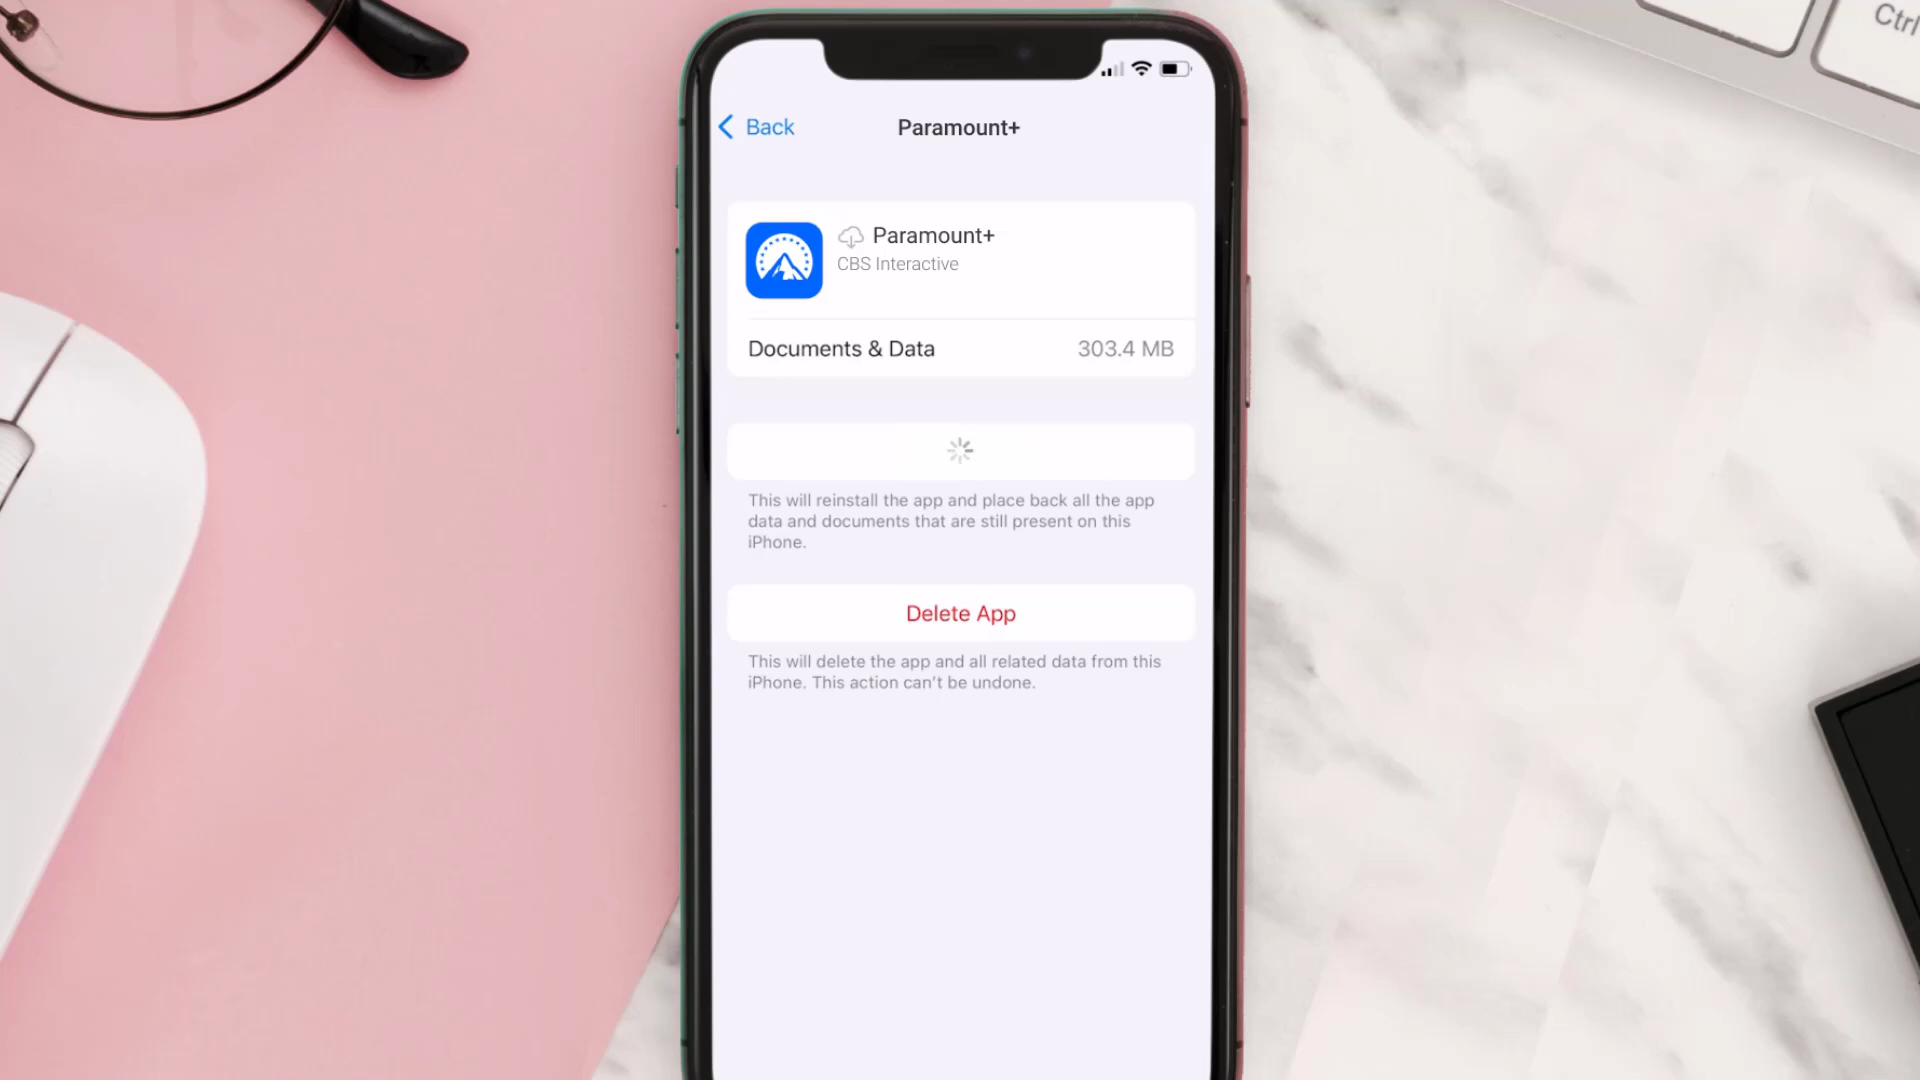 Ctrl
Back
Paramount+
Paramount+
CBS Interactive
Documents & Data 303.4 MB
This will reinstall the app and place back all the app
data and documents that are still present on this
iPhone.
Delete App
This will delete the app and all related data from this
iPhone. This action can't be undone.